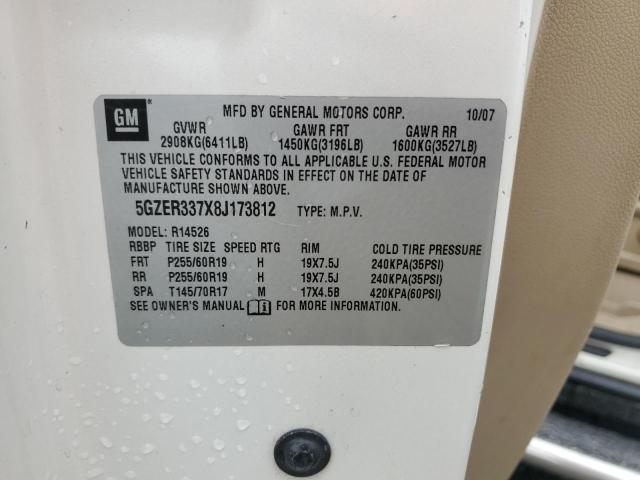 GM ® MFD BY GENERAL MOTORS CORP. 10/07
GVWR GAWR FRT GAWR RR
2908KG(6411LB) 1450KG(3196LB) 1600KG(3527LB)
THIS VEHICLE CONFORMS TO ALL APPLICABLE U.S. FEDERAL MOTOR
VEHICLE SAFETY STANDARDS IN EFFECT ON THE DATE OF
MANUFACTURE SHOWN ABOVE.
5GZER337X8J173812 TYPE: M.P.V.
MODEL: R14526
RBBP TIRE SIZE SPEED RTG RIM COLD TIRE PRESSURE
FRT P255/60R19 H 19X7.5J 240KPA(35PSI)
RR P255/60R19 H 19X7.5J 240KPA(35PSI)
SPA T145/70R17 M 17X4.5B 420KPA(60PSI)
SEE OWNER'S MANUAL FOR MORE INFORMATION.